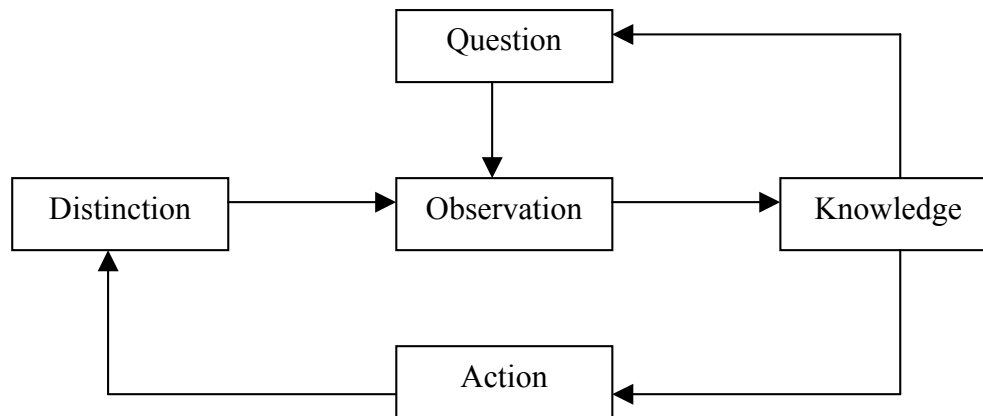 Question
Distinction
Observation
Knowledge
Action